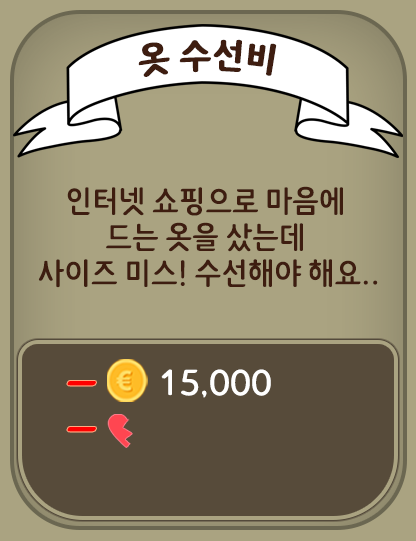 옷 수선비
인터넷 쇼핑으로 마음에
드는 옷을 샀는데
사이즈 미스! 수선해야 해요..
- € 15,000
-